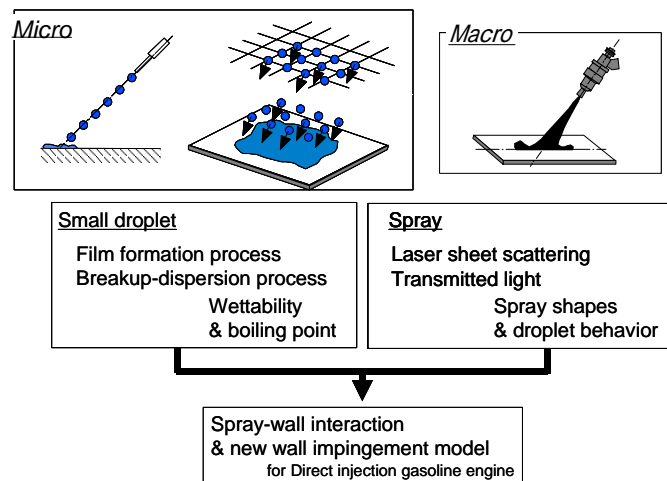 Micro
Macro
Small droplet
Film formation process
Breakup-dispersion process
Wettability
& boiling point
Spray
Laser sheet scattering
Transmitted light
Spray shapes
& droplet behavior
Spray-wall interaction
& new wall impingement model
for Direct injection gasoline engine